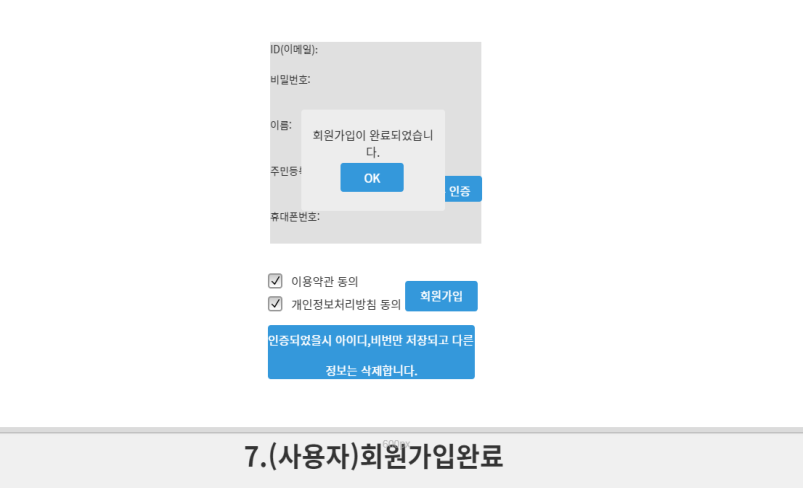 ID(이메일):
비밀번호:
이름:
회원가입이 완료되었습니
다.
주민등
OK
인증
휴대폰번호:
이용약관 동의
회원가입
개인정보처리방침 동의
인증되었을시 아이디,비번만 저장되고 다른
정보는 삭제합니다.
600px
7.(사용자)회원가입완료